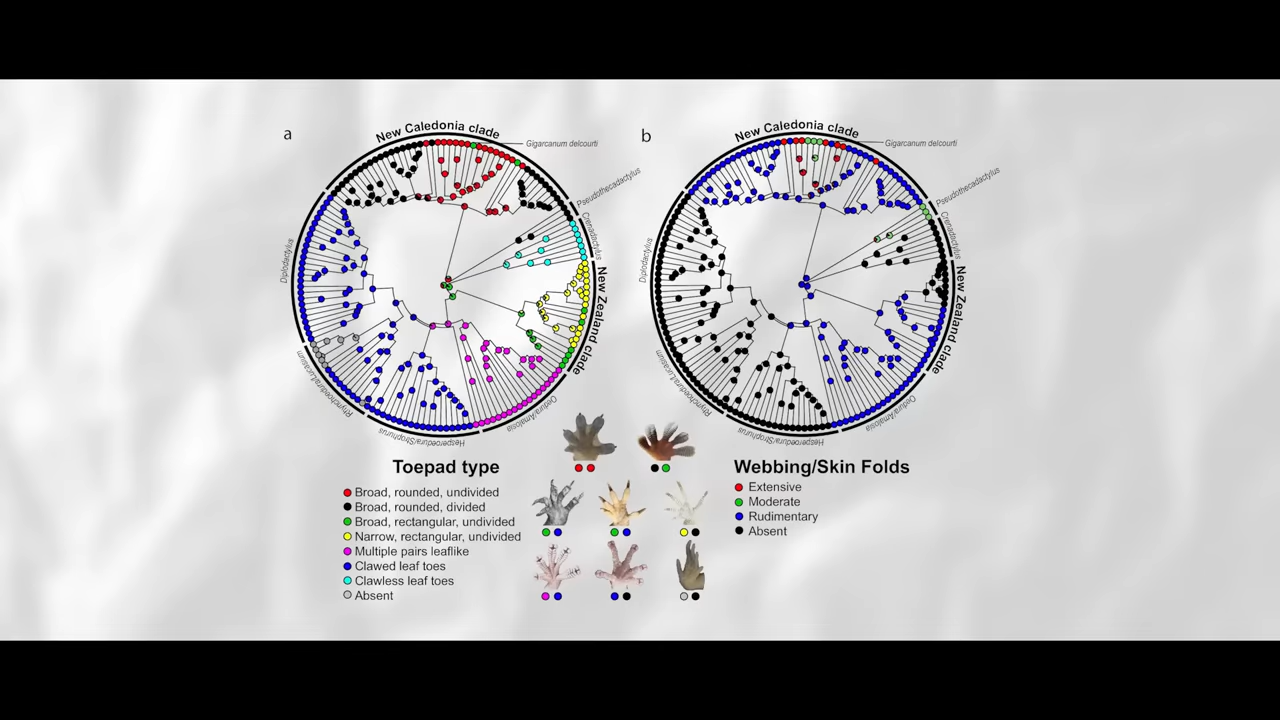 a
New Caledonia clade
Gigarcanum delcourti
Pseudothecadactylus
Crenadactylus
New Zealand clade
Oedura/Amalosia
Hesperoedura/Strophurus
Rhynchoedura/Lucasium
Diplodactylus
b
New Caledonia clade
Gigarcanum delcourti
Pseudothecadactylus
Crenadactylus
New Zealand clade
Oedura/Amalosia
Hesperoedura/Strophurus
Rhynchoedura/Lucasium
Diplodactylus
Toepad type
Broad, rounded, undivided
Broad, rounded, divided
Broad, rectangular, undivided
Narrow, rectangular, undivided
Multiple pairs leaflike
Clawed leaf toes
Clawless leaf toes
Absent
Webbing/Skin Folds
Extensive
Moderate
Rudimentary
Absent